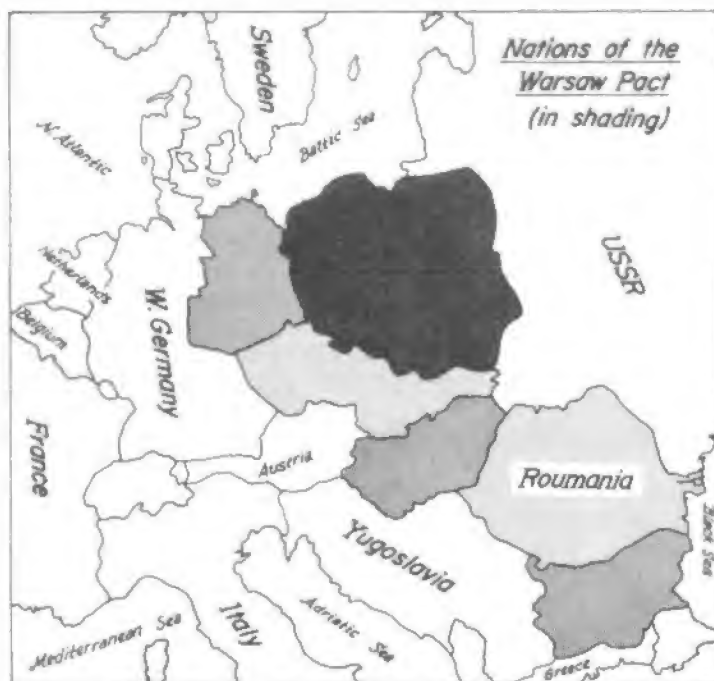 Nations of the
Warsaw Pact
(in shading)
Sweden
N. Atlantic
Baltic Sea
USSR
Netherlands
Belgium
W. Germany
France
Austria
Roumania
Black Sea
Yugoslavia
Italy
Adriatic Sea
Mediterranean Sea
Greece